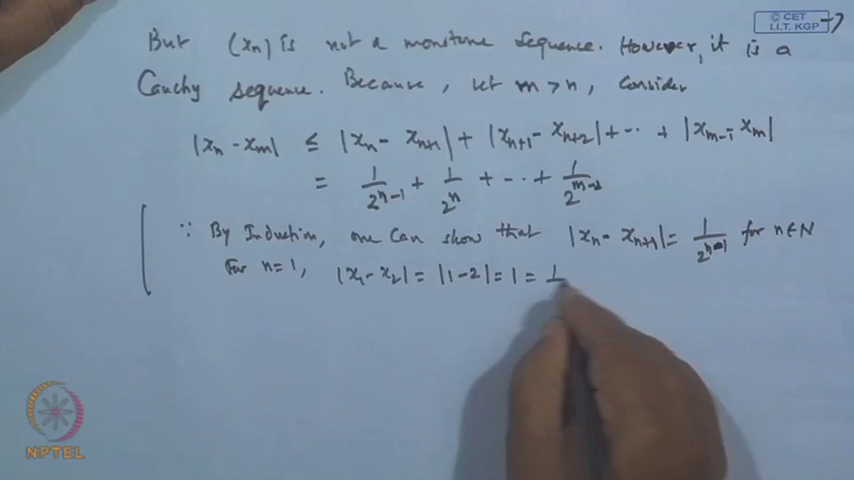 © CET
I.I.T. KGP
But (xn) is not a monotone sequence. However, it is a
Cauchy sequence. Because, let m > n, consider
|xn - xm| ≤ |xn - xn+1| + |xn+1 - xn+2| + ... + |xm-1 - xm|
= 1/2^(n-1) + 1/2^n + ... + 1/2^(m-2)
∵ By Induction, one can show that |xn - xn+1| = 1/2^(n-1) for n∈N
For n=1, |x1 - x2| = |1-2| = 1 = 1/
NPTEL